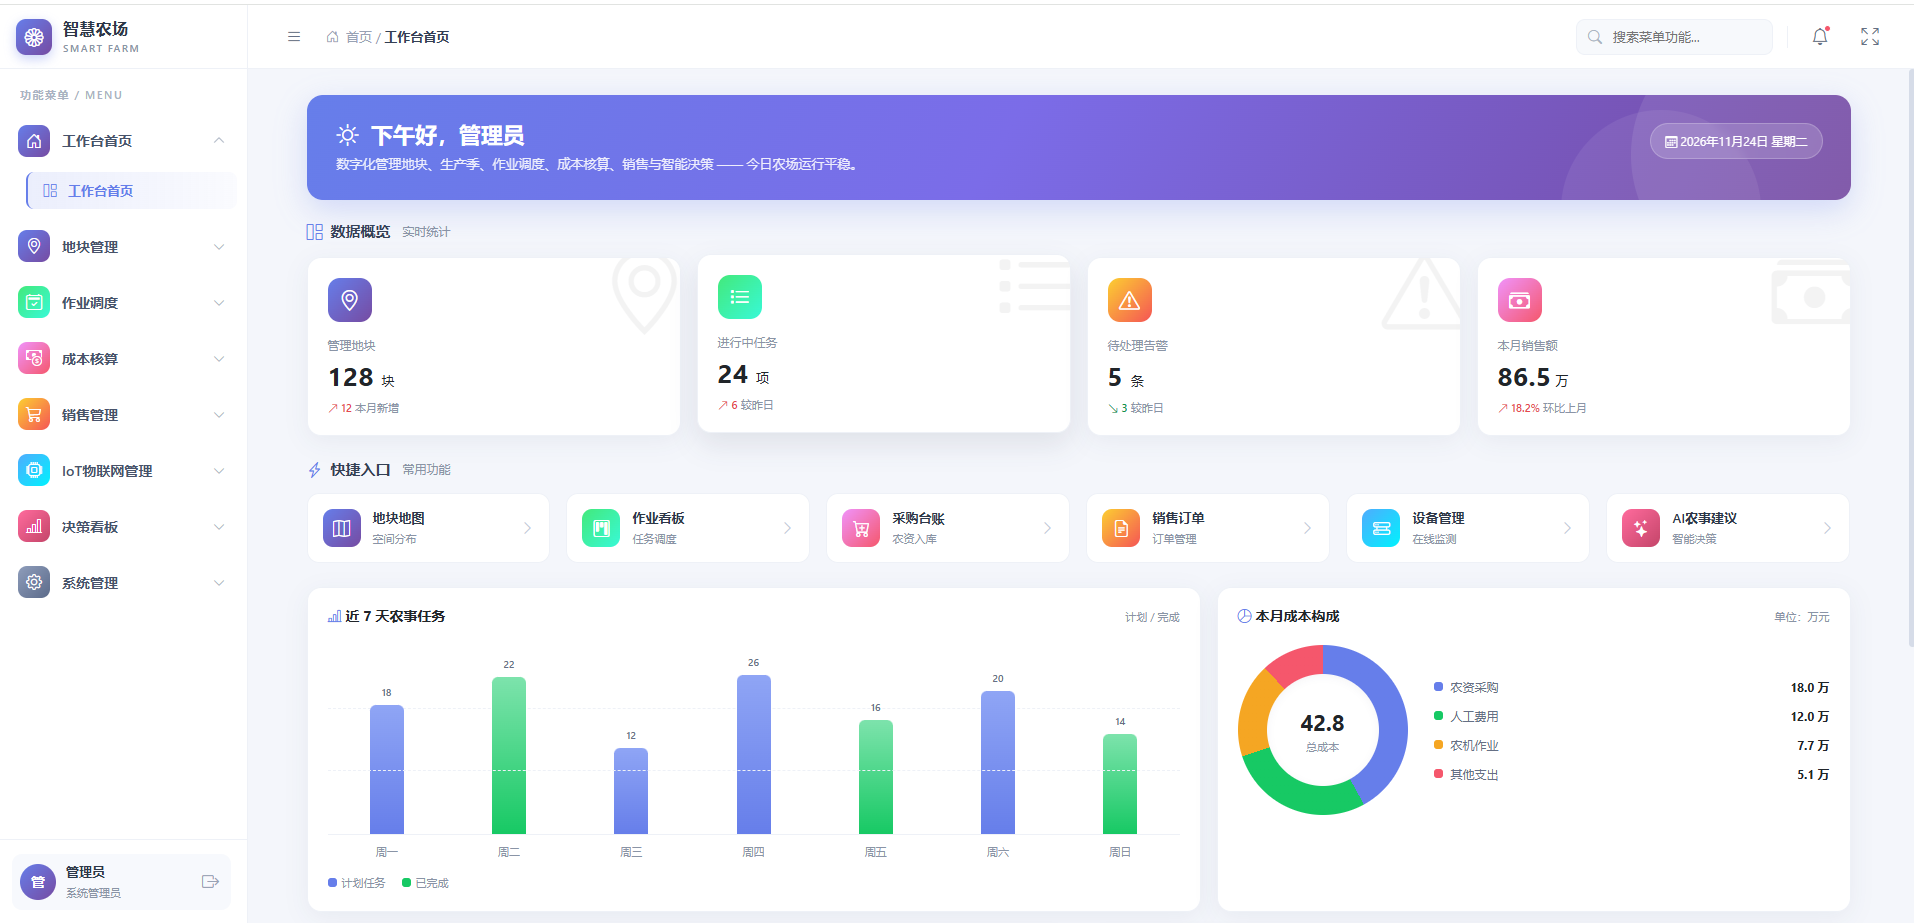 智慧农场
SMART FARM
功能菜单 / MENU
工作台首页
工作台首页
地块管理
作业调度
成本核算
销售管理
IoT物联网管理
决策看板
系统管理
管
管理员
系统管理员
首页 / 工作台首页
搜索菜单功能...
下午好，管理员
数字化管理地块、生产季、作业调度、成本核算、销售与智能决策 —— 今日农场运行平稳。
2026年11月24日 星期二
数据概览 实时统计
管理地块
128 块
12 本月新增
进行中任务
24 项
6 较昨日
待处理告警
5 条
3 较昨日
本月销售额
86.5 万
18.2% 环比上月
快捷入口 常用功能
地块地图
空间分布
作业看板
任务调度
采购台账
农资入库
销售订单
订单管理
设备管理
在线监测
AI农事建议
智能决策
近 7 天农事任务
计划 / 完成
18
22
12
26
16
20
14
周一
周二
周三
周四
周五
周六
周日
计划任务
已完成
本月成本构成
单位：万元
42.8
总成本
农资采购 18.0 万
人工费用 12.0 万
农机作业 7.7 万
其他支出 5.1 万